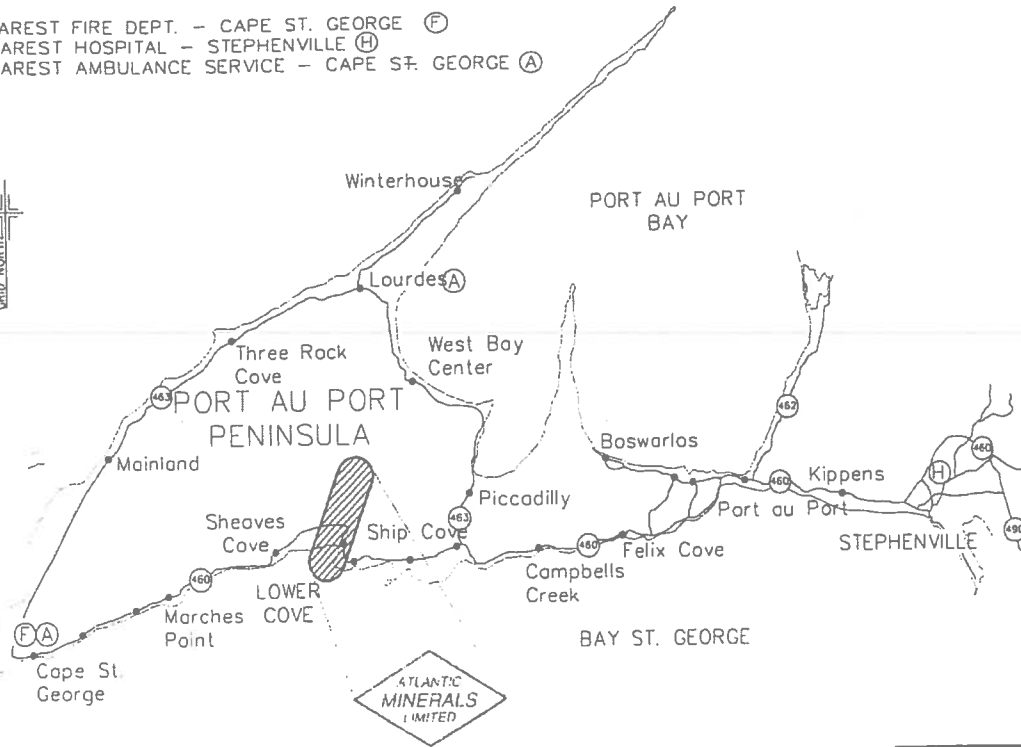 AREST FIRE DEPT. – CAPE ST. GEORGE F
AREST HOSPITAL – STEPHENVILLE H
AREST AMBULANCE SERVICE – CAPE ST. GEORGE A
Winterhouse
PORT AU PORT
BAY
Lourdes A
Three Rock
Cove
West Bay
Center
463
PORT AU PORT
PENINSULA
462
Mainland
Boswarlos
460
Kippens
H
460
Piccadilly
Port au Port
490
Sheaves
Cove
Ship Cove
463
460
Felix Cove
STEPHENVILLE
Campbells
Creek
460
LOWER
COVE
Marches
Point
F A
BAY ST. GEORGE
Cape St.
George
ATLANTIC
MINERALS
LIMITED